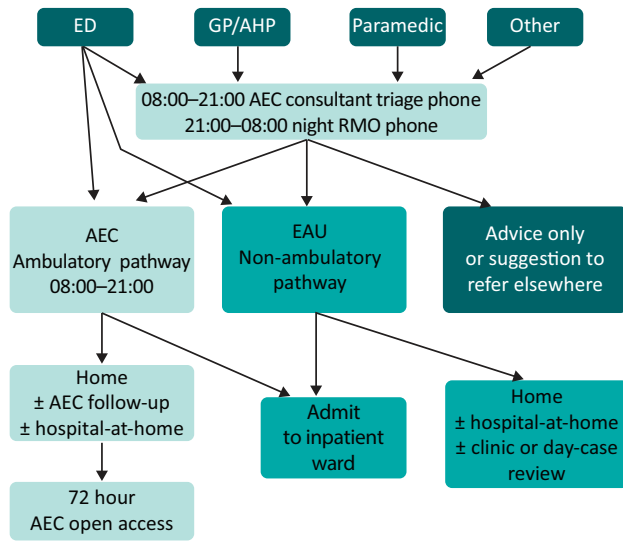 ED
GP/AHP
Paramedic
Other
08:00–21:00 AEC consultant triage phone
21:00–08:00 night RMO phone
AEC
Ambulatory pathway
08:00–21:00
EAU
Non-ambulatory
pathway
Advice only
or suggestion to
refer elsewhere
Home
± AEC follow-up
± hospital-at-home
Admit
to inpatient
ward
Home
± hospital-at-home
± clinic or day-case
review
72 hour
AEC open access